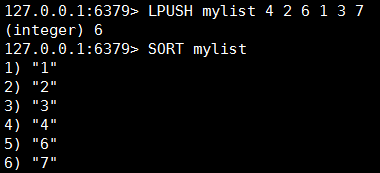 127.0.0.1:6379> LPUSH mylist 4 2 6 1 3 7
(integer) 6
127.0.0.1:6379> SORT mylist
1) "1"
2) "2"
3) "3"
4) "4"
5) "6"
6) "7"